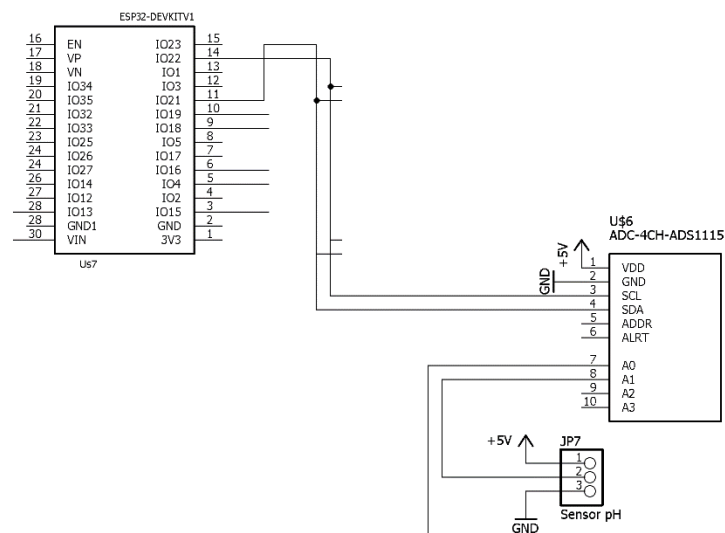 ESP32-DEVKITV1
16 EN IO23 15
17 VP IO22 14
18 VN IO1 13
19 IO34 IO3 12
20 IO35 IO21 11
21 IO32 IO19 10
22 IO33 IO18 9
23 IO25 IO5 8
24 IO26 IO17 7
24 IO27 IO16 6
26 IO14 IO4 5
27 IO12 IO2 4
28 IO13 IO15 3
28 GND1 GND 2
30 VIN 3V3 1
Us7
U$6
ADC-4CH-ADS1115
+5V
GND
1 VDD
2 GND
3 SCL
4 SDA
5 ADDR
6 ALRT
7 A0
8 A1
9 A2
10 A3
JP7
+5V
1
2
3
GND
Sensor pH